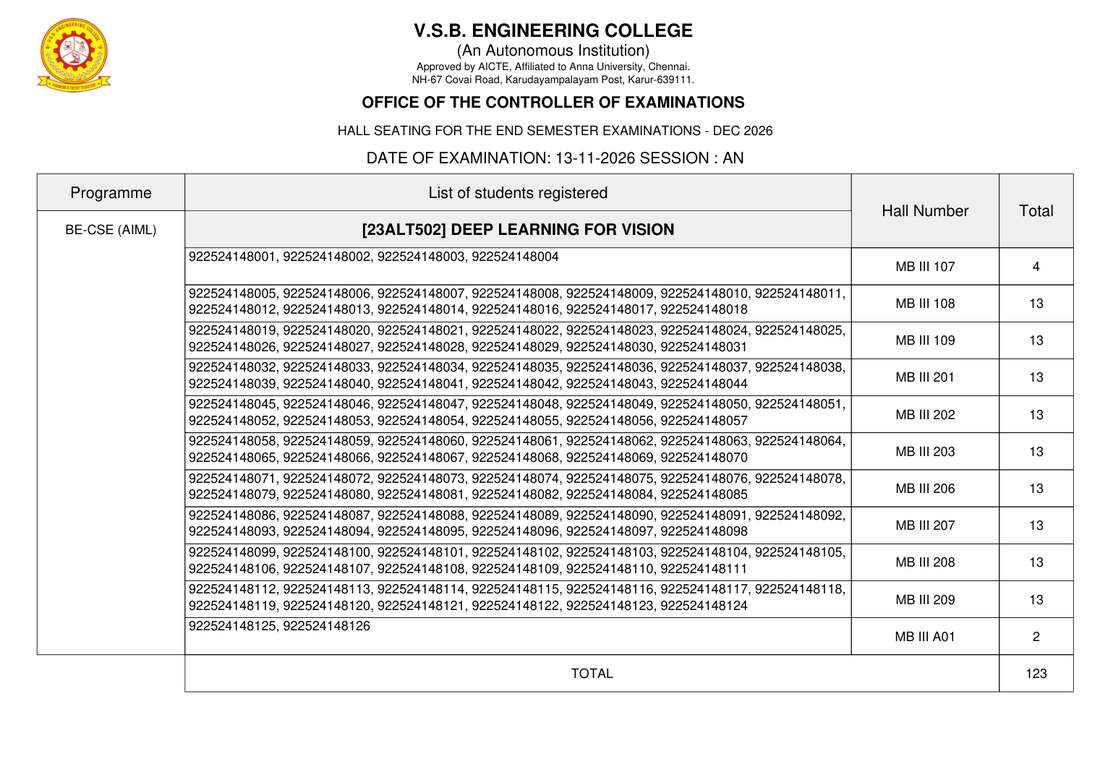 V.S.B. ENGINEERING COLLEGE
(An Autonomous Institution)
Approved by AICTE, Affiliated to Anna University, Chennai.
NH-67 Covai Road, Karudayampalayam Post, Karur-639111.
OFFICE OF THE CONTROLLER OF EXAMINATIONS
HALL SEATING FOR THE END SEMESTER EXAMINATIONS - DEC 2026
DATE OF EXAMINATION: 13-11-2026 SESSION : AN
Programme List of students registered Hall Number Total
BE-CSE (AIML) [23ALT502] DEEP LEARNING FOR VISION
922524148001, 922524148002, 922524148003, 922524148004
MB III 107 4
922524148005, 922524148006, 922524148007, 922524148008, 922524148009, 922524148010, 922524148011,
922524148012, 922524148013, 922524148014, 922524148016, 922524148017, 922524148018
MB III 108 13
922524148019, 922524148020, 922524148021, 922524148022, 922524148023, 922524148024, 922524148025,
922524148026, 922524148027, 922524148028, 922524148029, 922524148030, 922524148031
MB III 109 13
922524148032, 922524148033, 922524148034, 922524148035, 922524148036, 922524148037, 922524148038,
922524148039, 922524148040, 922524148041, 922524148042, 922524148043, 922524148044
MB III 201 13
922524148045, 922524148046, 922524148047, 922524148048, 922524148049, 922524148050, 922524148051,
922524148052, 922524148053, 922524148054, 922524148055, 922524148056, 922524148057
MB III 202 13
922524148058, 922524148059, 922524148060, 922524148061, 922524148062, 922524148063, 922524148064,
922524148065, 922524148066, 922524148067, 922524148068, 922524148069, 922524148070
MB III 203 13
922524148071, 922524148072, 922524148073, 922524148074, 922524148075, 922524148076, 922524148078,
922524148079, 922524148080, 922524148081, 922524148082, 922524148084, 922524148085
MB III 206 13
922524148086, 922524148087, 922524148088, 922524148089, 922524148090, 922524148091, 922524148092,
922524148093, 922524148094, 922524148095, 922524148096, 922524148097, 922524148098
MB III 207 13
922524148099, 922524148100, 922524148101, 922524148102, 922524148103, 922524148104, 922524148105,
922524148106, 922524148107, 922524148108, 922524148109, 922524148110, 922524148111
MB III 208 13
922524148112, 922524148113, 922524148114, 922524148115, 922524148116, 922524148117, 922524148118,
922524148119, 922524148120, 922524148121, 922524148122, 922524148123, 922524148124
MB III 209 13
922524148125, 922524148126
MB III A01 2
TOTAL 123